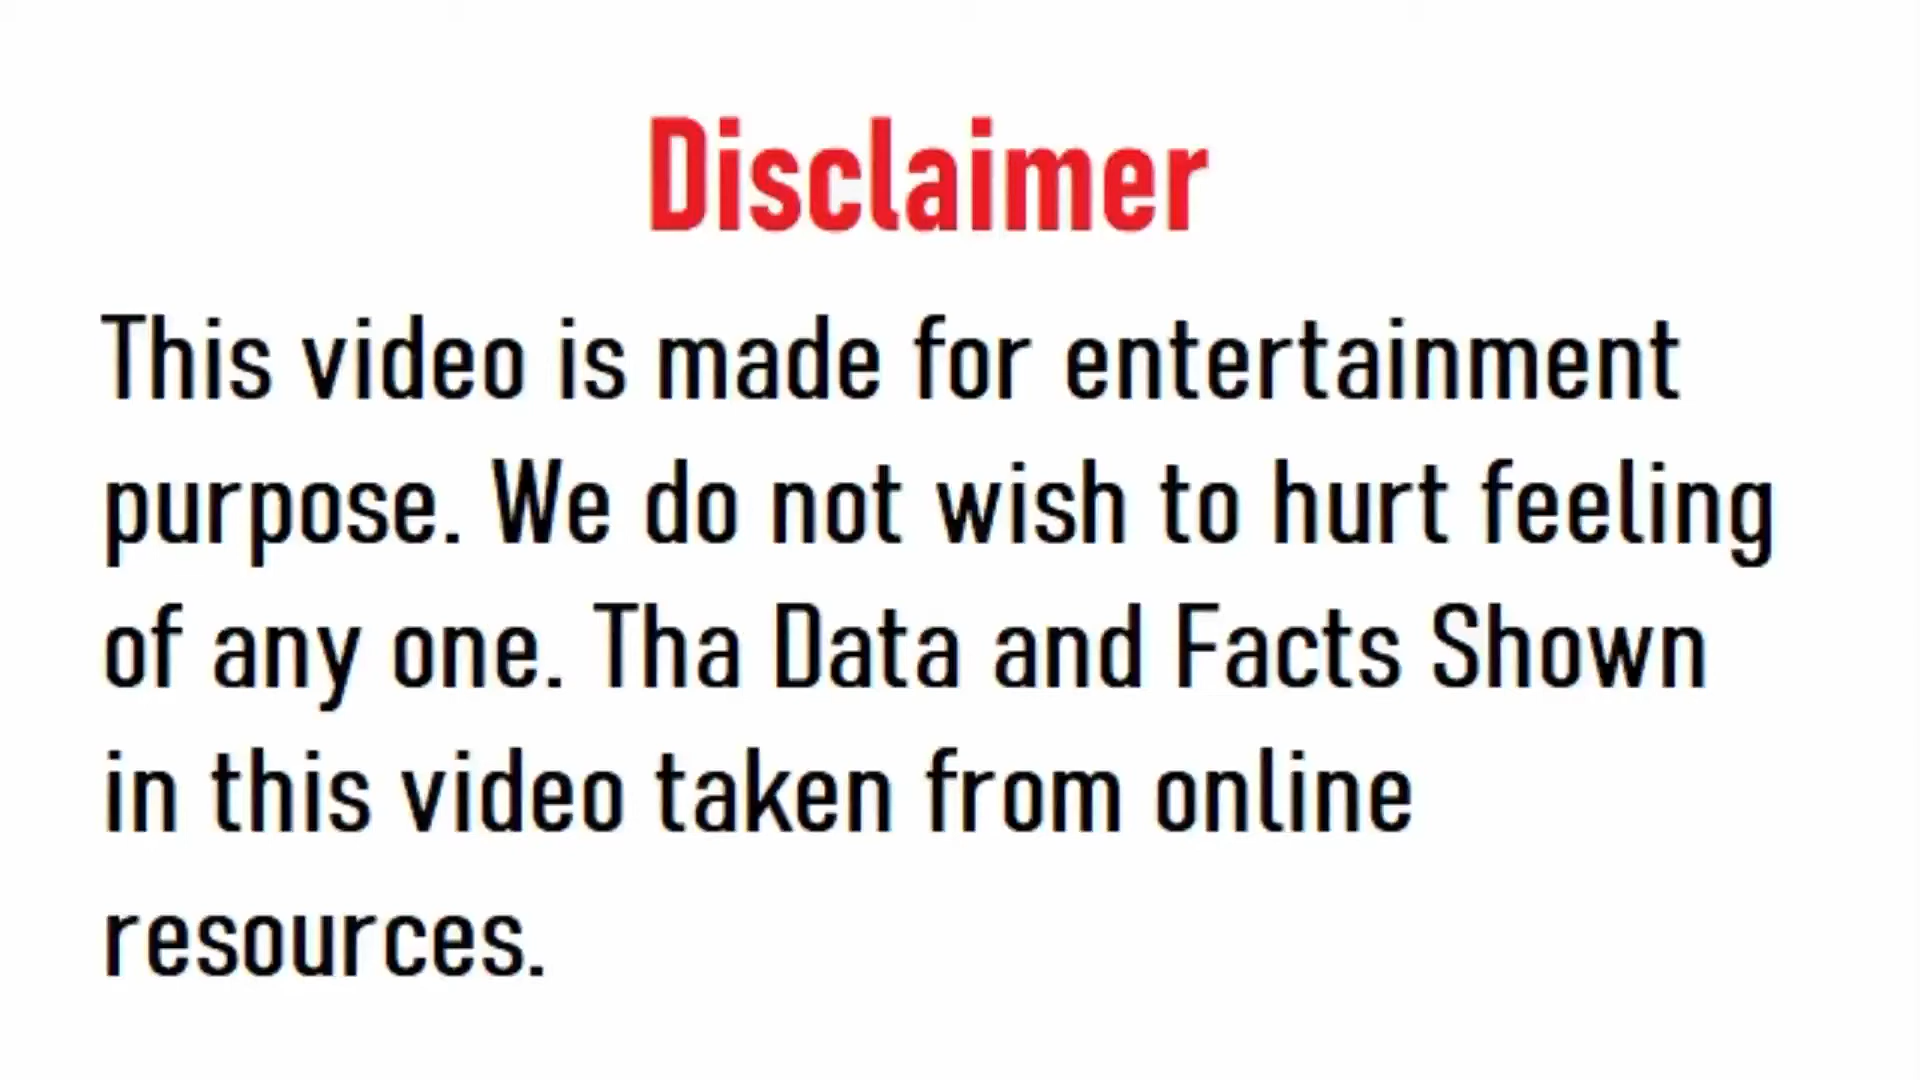 Disclaimer
This video is made for entertainment
purpose. We do not wish to hurt feeling
of any one. Tha Data and Facts Shown
in this video taken from online
resources.